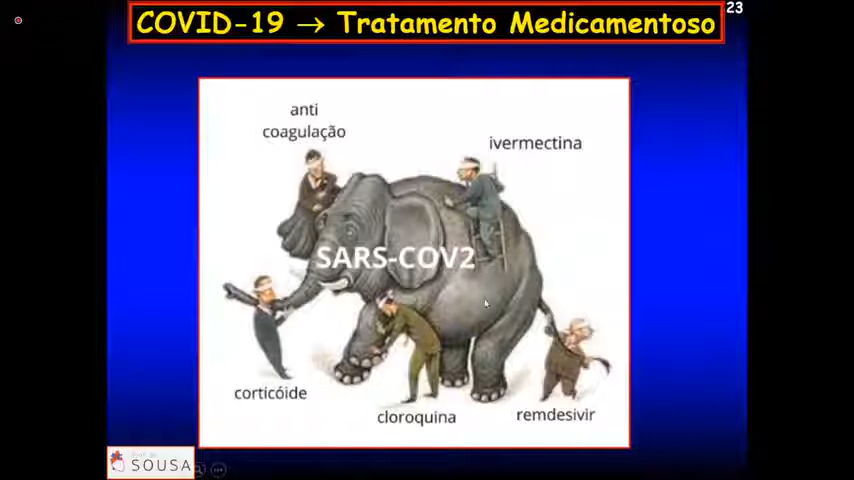 COVID-19 → Tratamento Medicamentoso
23
anti
coagulação
ivermectina
SARS-COV2
corticóide
cloroquina
remdesivir
SOUSA